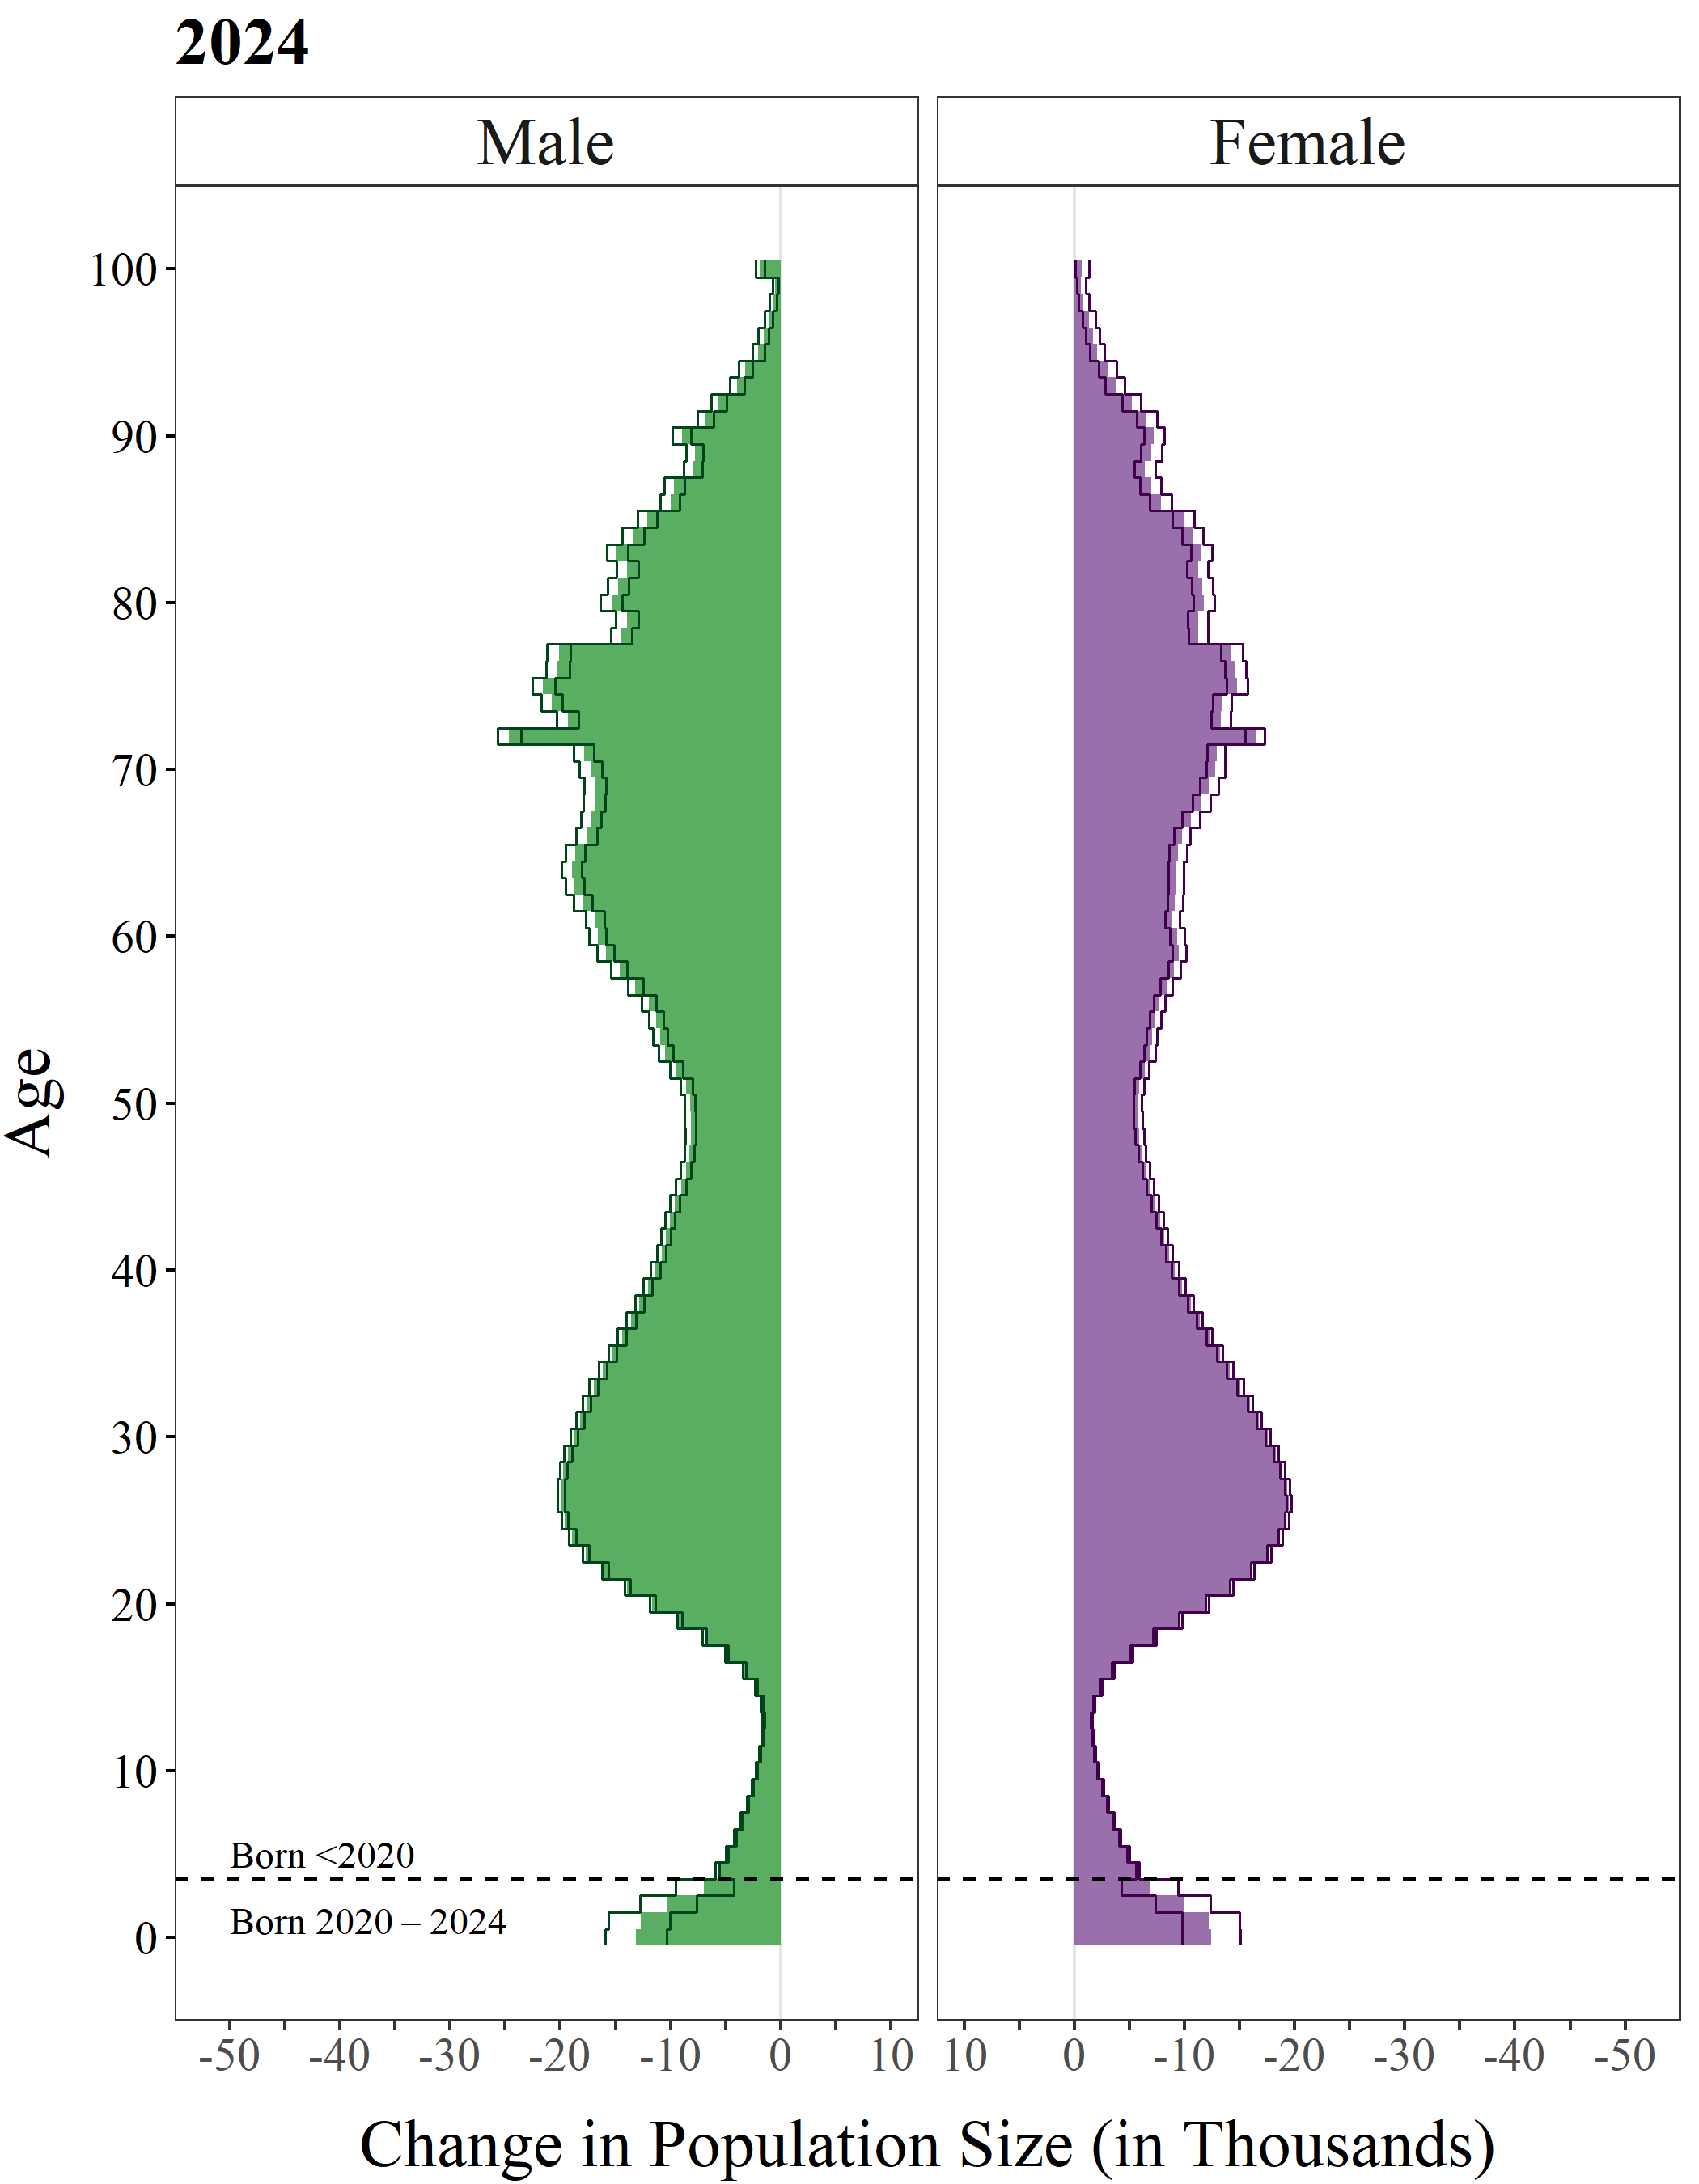 2024
Male Female
100
90
80
70
60
50
40
30
20
10
0
Age
Born <2020
Born 2020 – 2024
-50 -40 -30 -20 -10 0 10 10 0 -10 -20 -30 -40 -50
Change in Population Size (in Thousands)